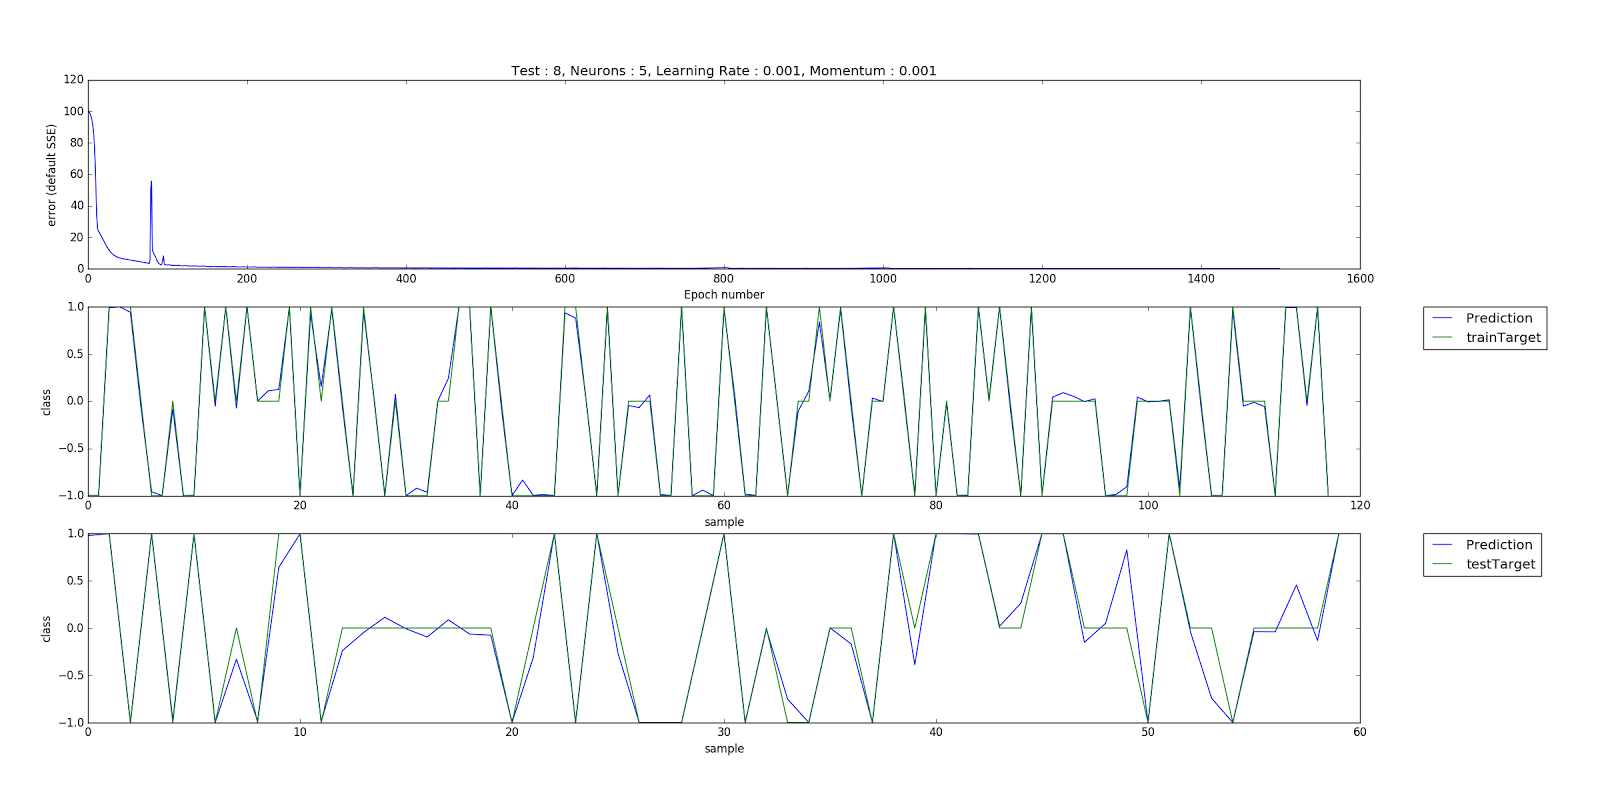 Test : 8, Neurons : 5, Learning Rate : 0.001, Momentum : 0.001
120
100
80
60
40
20
0
error (default SSE)
0 200 400 600 800 1000 1200 1400 1600
Epoch number
1.0
0.5
0.0
−0.5
−1.0
class
0 20 40 60 80 100 120
sample
Prediction
trainTarget
1.0
0.5
0.0
−0.5
−1.0
class
0 10 20 30 40 50 60
sample
Prediction
testTarget